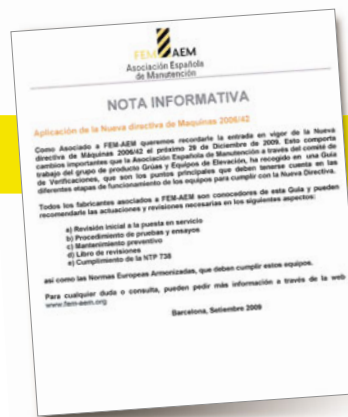 FEM-AEM
Asociación Española
de Manutención
NOTA INFORMATIVA
Aplicación de la Nueva directiva de Maquinas 2006/42
Como Asociado a FEM-AEM queremos recordarle la entrada en vigor de la Nueva
directiva de Máquinas 2006/42 el próximo 29 de Diciembre de 2009. Esto comporta
cambios importantes que la Asociación Española de Manutención a través del comité de
trabajo del grupo de producto Grúas y Equipos de Elevación, ha recogido en una Guía
de Verificaciones, que son los puntos principales que deben tenerse cuenta en las
diferentes etapas de funcionamiento de los equipos para cumplir con la Nueva Directiva.
Todos los fabricantes asociados a FEM-AEM son conocedores de esta Guía y pueden
recomendarle las actuaciones y revisiones necesarias en los siguientes aspectos:
a) Revisión inicial a la puesta en servicio
b) Procedimiento de pruebas y ensayos
c) Mantenimiento preventivo
d) Libro de revisiones
e) Cumplimiento de la NTP 738
así como las Normas Europeas Armonizadas, que deben cumplir estos equipos.
Para cualquier duda o consulta, pueden pedir más información a través de la web
www.fem-aem.org
Barcelona, Setiembre 2009